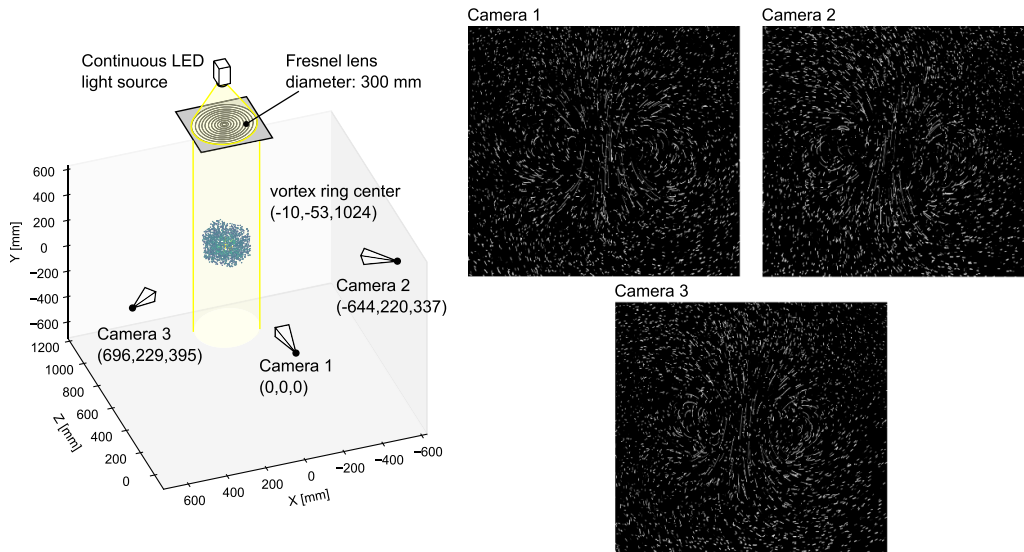 Camera 1
Camera 2
Continuous LED
light source
Fresnel lens
diameter: 300 mm
vortex ring center
(-10,-53,1024)
Y [mm]
600
400
200
0
−200
−400
−600
Camera 2
(-644,220,337)
Camera 3
(696,229,395)
Camera 1
(0,0,0)
Camera 3
Z [mm]
1200
1000
800
600
400
200
0
X [mm]
600
400
200
0
−200
−400
−600